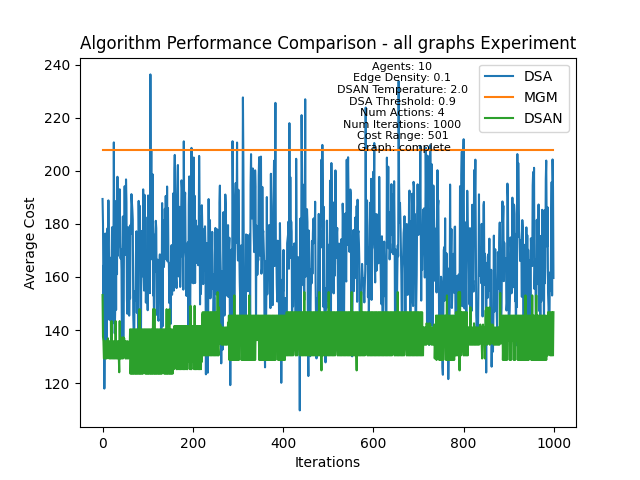 Algorithm Performance Comparison - all graphs Experiment
Agents: 10
Edge Density: 0.1
DSAN Temperature: 2.0
DSA Threshold: 0.9
Num Actions: 4
Num Iterations: 1000
Cost Range: 501
Graph: complete
DSA
MGM
DSAN
240
220
200
180
160
140
120
Average Cost
0
200
400
600
800
1000
Iterations